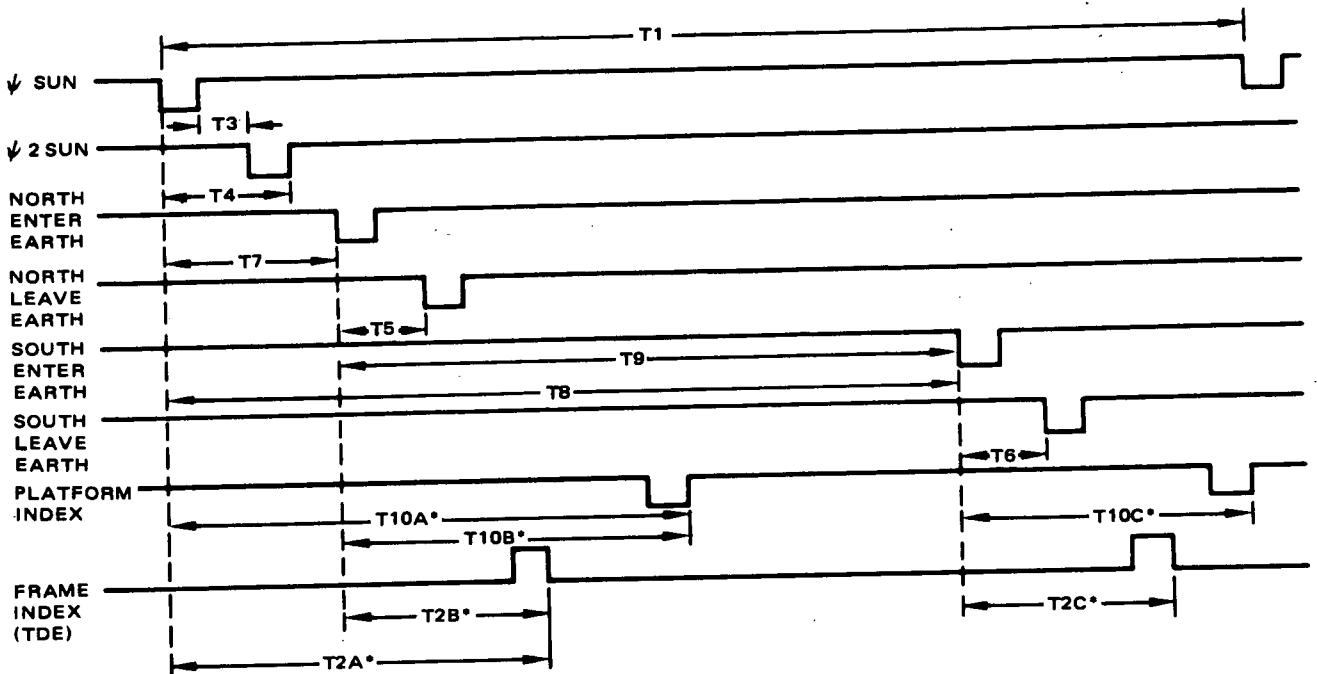 T1
ψ SUN
T3
ψ 2 SUN
T4
NORTH
ENTER
EARTH
T7
NORTH
LEAVE
EARTH
T5
SOUTH
ENTER
EARTH
T9
T8
SOUTH
LEAVE
EARTH
T6
PLATFORM
INDEX
T10A*
T10C*
T10B*
FRAME
INDEX
(TDE)
T2B*
T2C*
T2A*